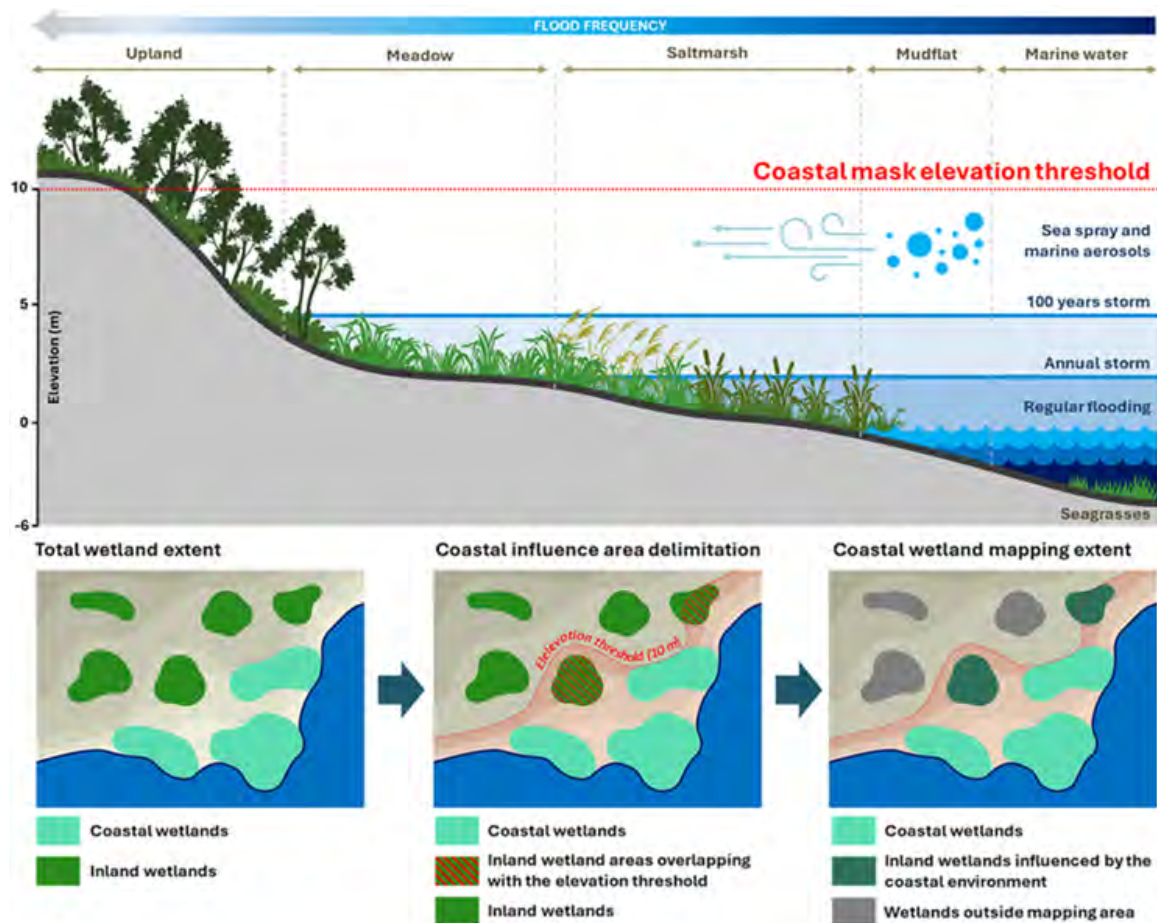 FLOOD FREQUENCY
Upland
Meadow
Saltmarsh
Mudflat
Marine water
Coastal mask elevation threshold
10
Sea spray and
marine aerosols
5
100 years storm
Elevation (m)
Annual storm
Regular flooding
0
-6
Seagrasses
Total wetland extent
Coastal influence area delimitation
Coastal wetland mapping extent
Elelevation threshold (10 m)
Coastal wetlands
Inland wetlands
Coastal wetlands
Inland wetland areas overlapping
with the elevation threshold
Inland wetlands
Coastal wetlands
Inland wetlands influenced by the
coastal environment
Wetlands outside mapping area